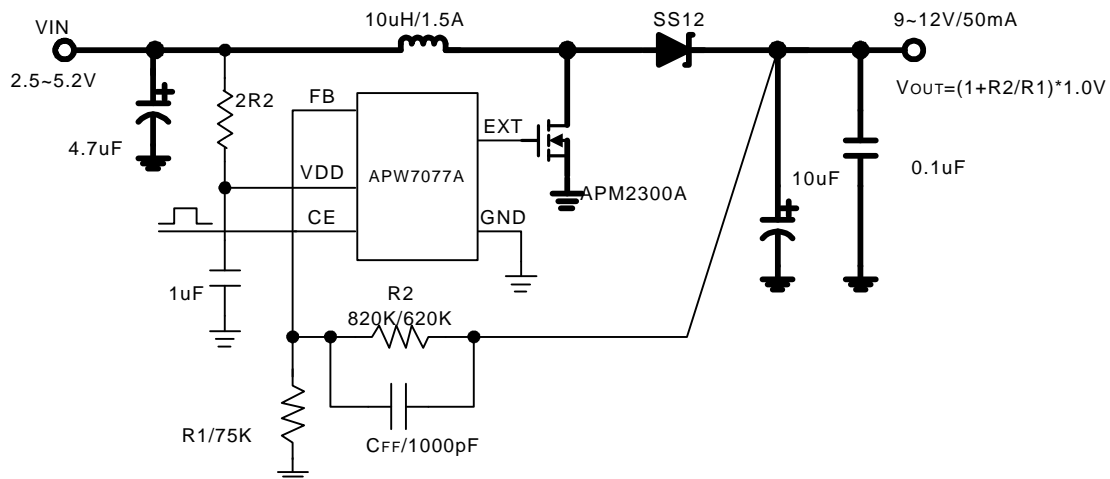 VIN
10uH/1.5A
SS12
9~12V/50mA
2.5~5.2V
VOUT=(1+R2/R1)*1.0V
2R2
FB
EXT
4.7uF
VDD
APW7077A
10uF
0.1uF
APM2300A
CE
GND
1uF
R2
820K/620K
R1/75K
CFF/1000pF